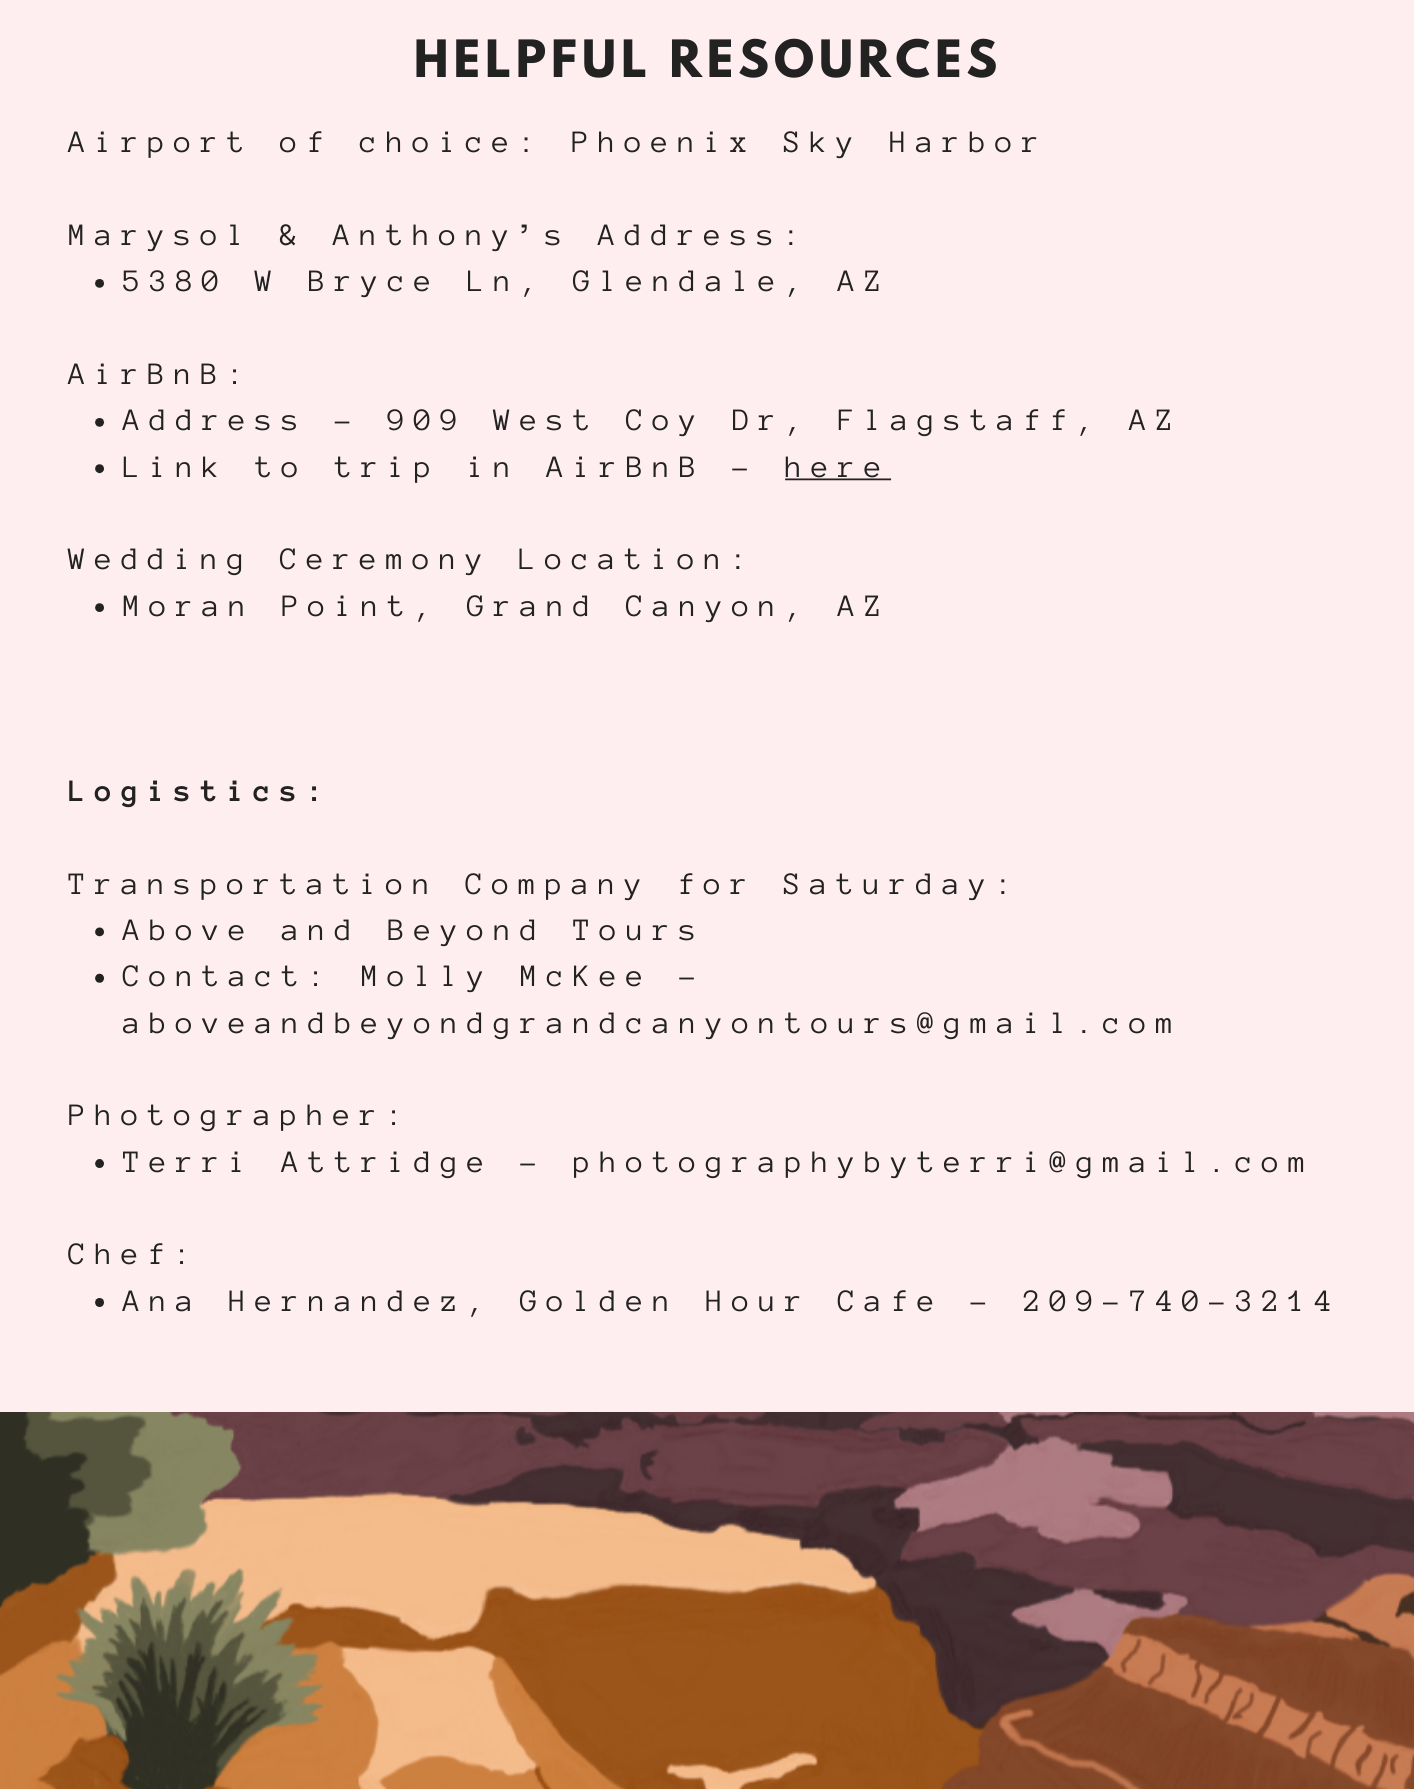 HELPFUL RESOURCES
Airport of choice: Phoenix Sky Harbor
Marysol & Anthony’s Address:
• 5380 W Bryce Ln, Glendale, AZ
AirBnB:
• Address – 909 West Coy Dr, Flagstaff, AZ
• Link to trip in AirBnB – here
Wedding Ceremony Location:
• Moran Point, Grand Canyon, AZ
Logistics:
Transportation Company for Saturday:
• Above and Beyond Tours
• Contact: Molly McKee –
aboveandbeyondgrandcanyontours@gmail.com
Photographer:
• Terri Attridge – photographybyterri@gmail.com
Chef:
• Ana Hernandez, Golden Hour Cafe – 209-740-3214